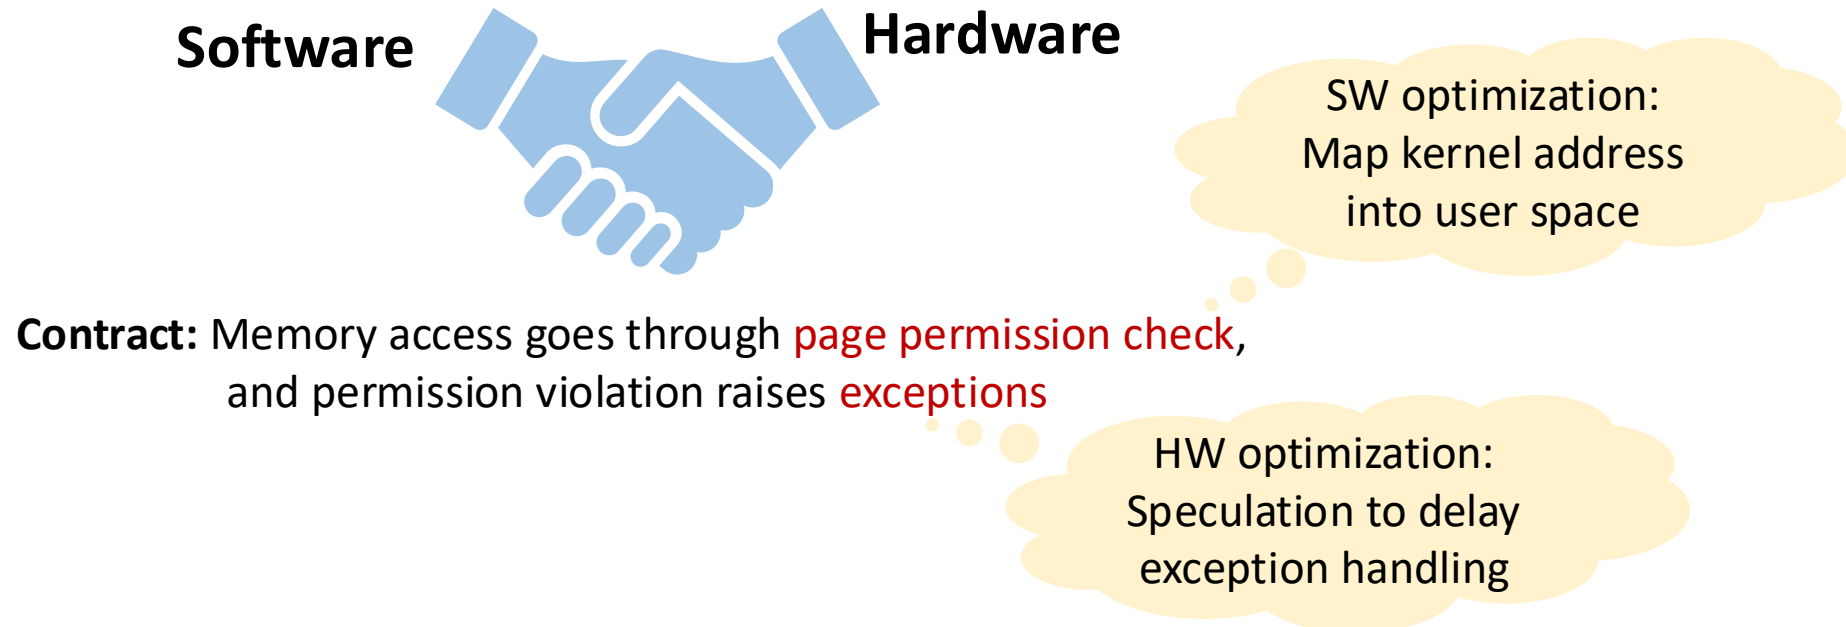 Software
Hardware
SW optimization:
Map kernel address
into user space
Contract: Memory access goes through page permission check,
and permission violation raises exceptions
HW optimization:
Speculation to delay
exception handling